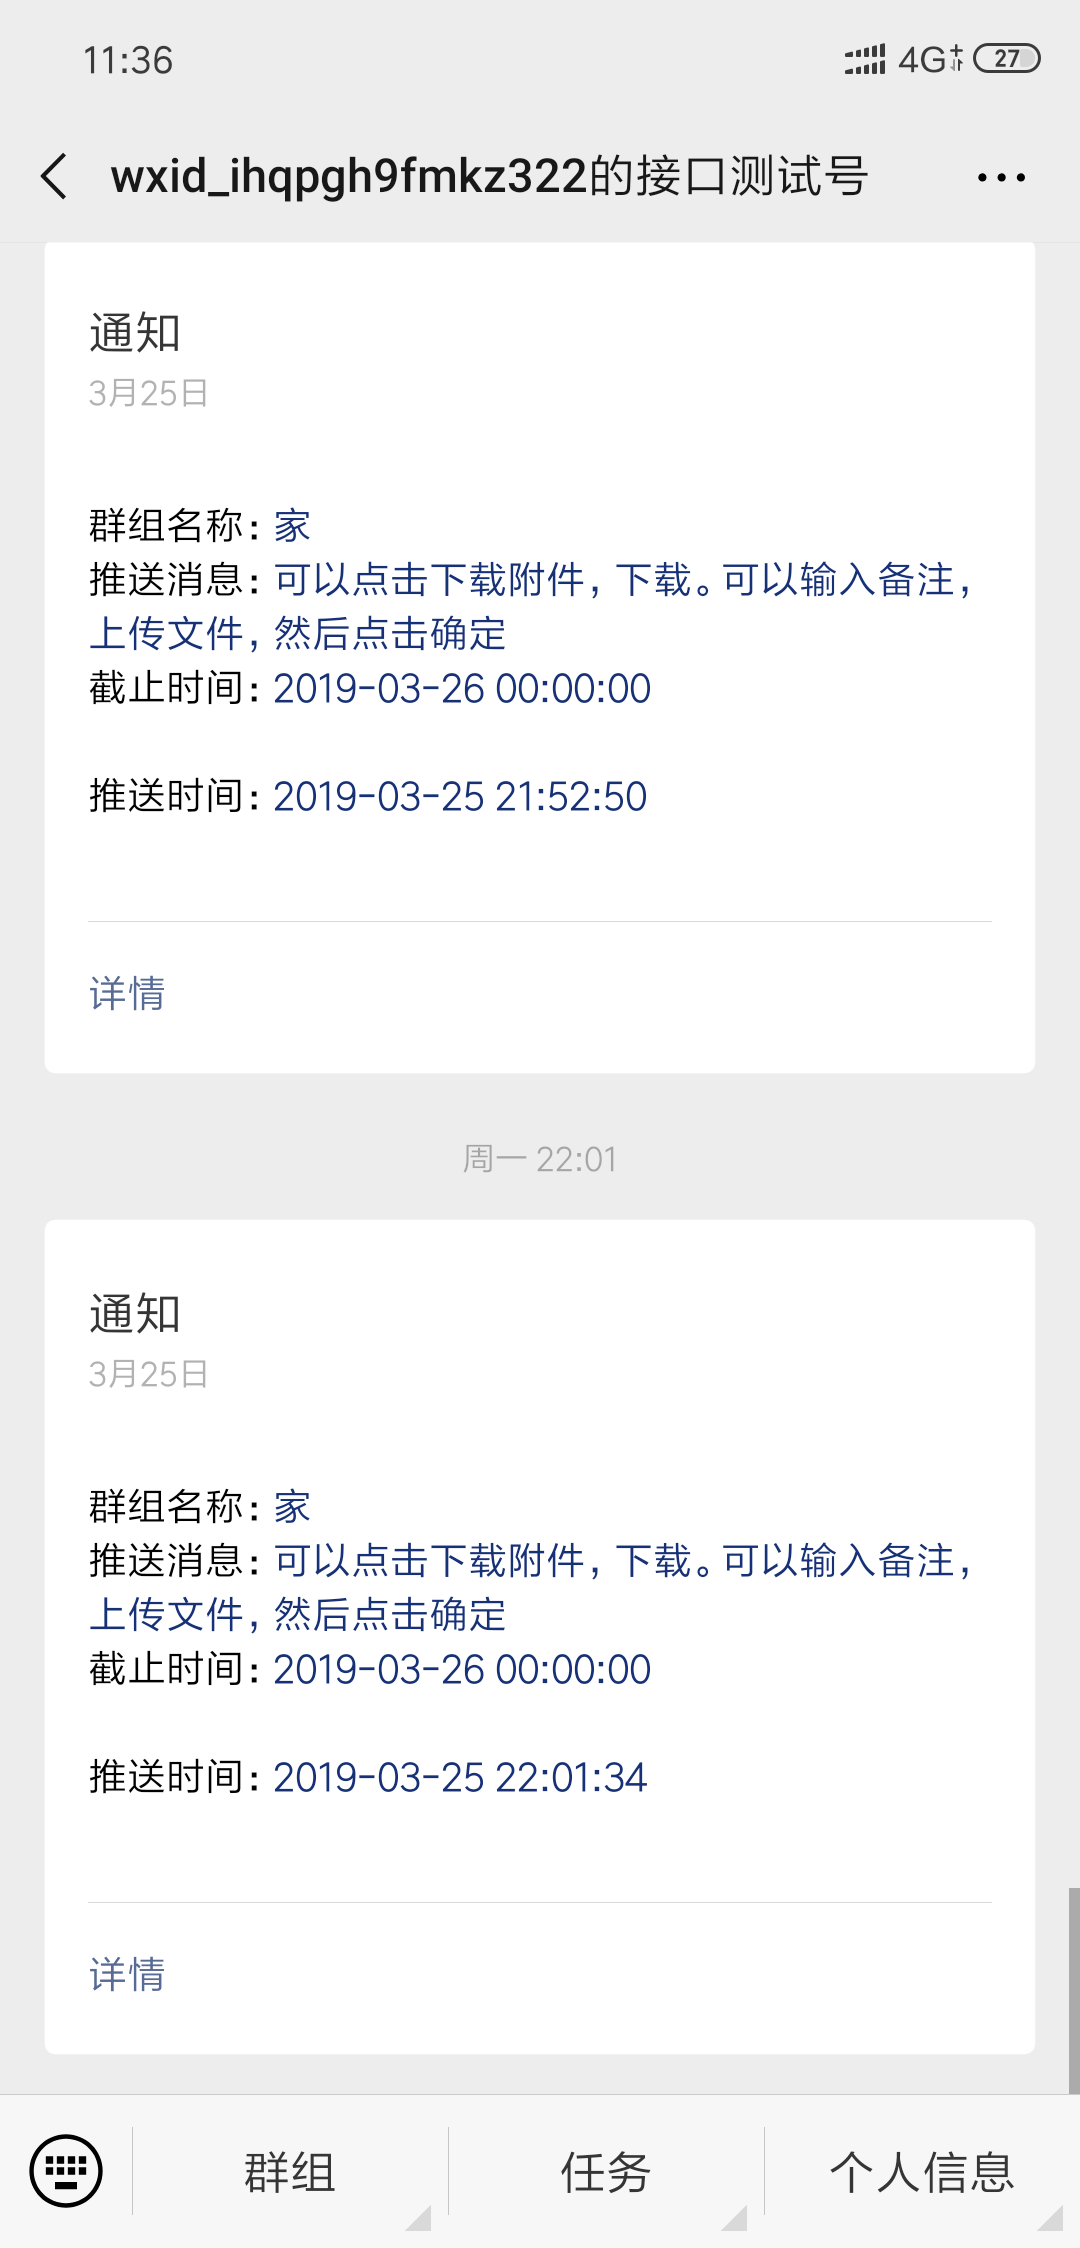 11:36
4G 27
wxid_ihqpgh9fmkz322的接口测试号
通知
3月25日
群组名称：家
推送消息：可以点击下载附件，下载。可以输入备注，
上传文件，然后点击确定
截止时间：2019-03-26 00:00:00
推送时间：2019-03-25 21:52:50
详情
周一 22:01
通知
3月25日
群组名称：家
推送消息：可以点击下载附件，下载。可以输入备注，
上传文件，然后点击确定
截止时间：2019-03-26 00:00:00
推送时间：2019-03-25 22:01:34
详情
群组 任务 个人信息